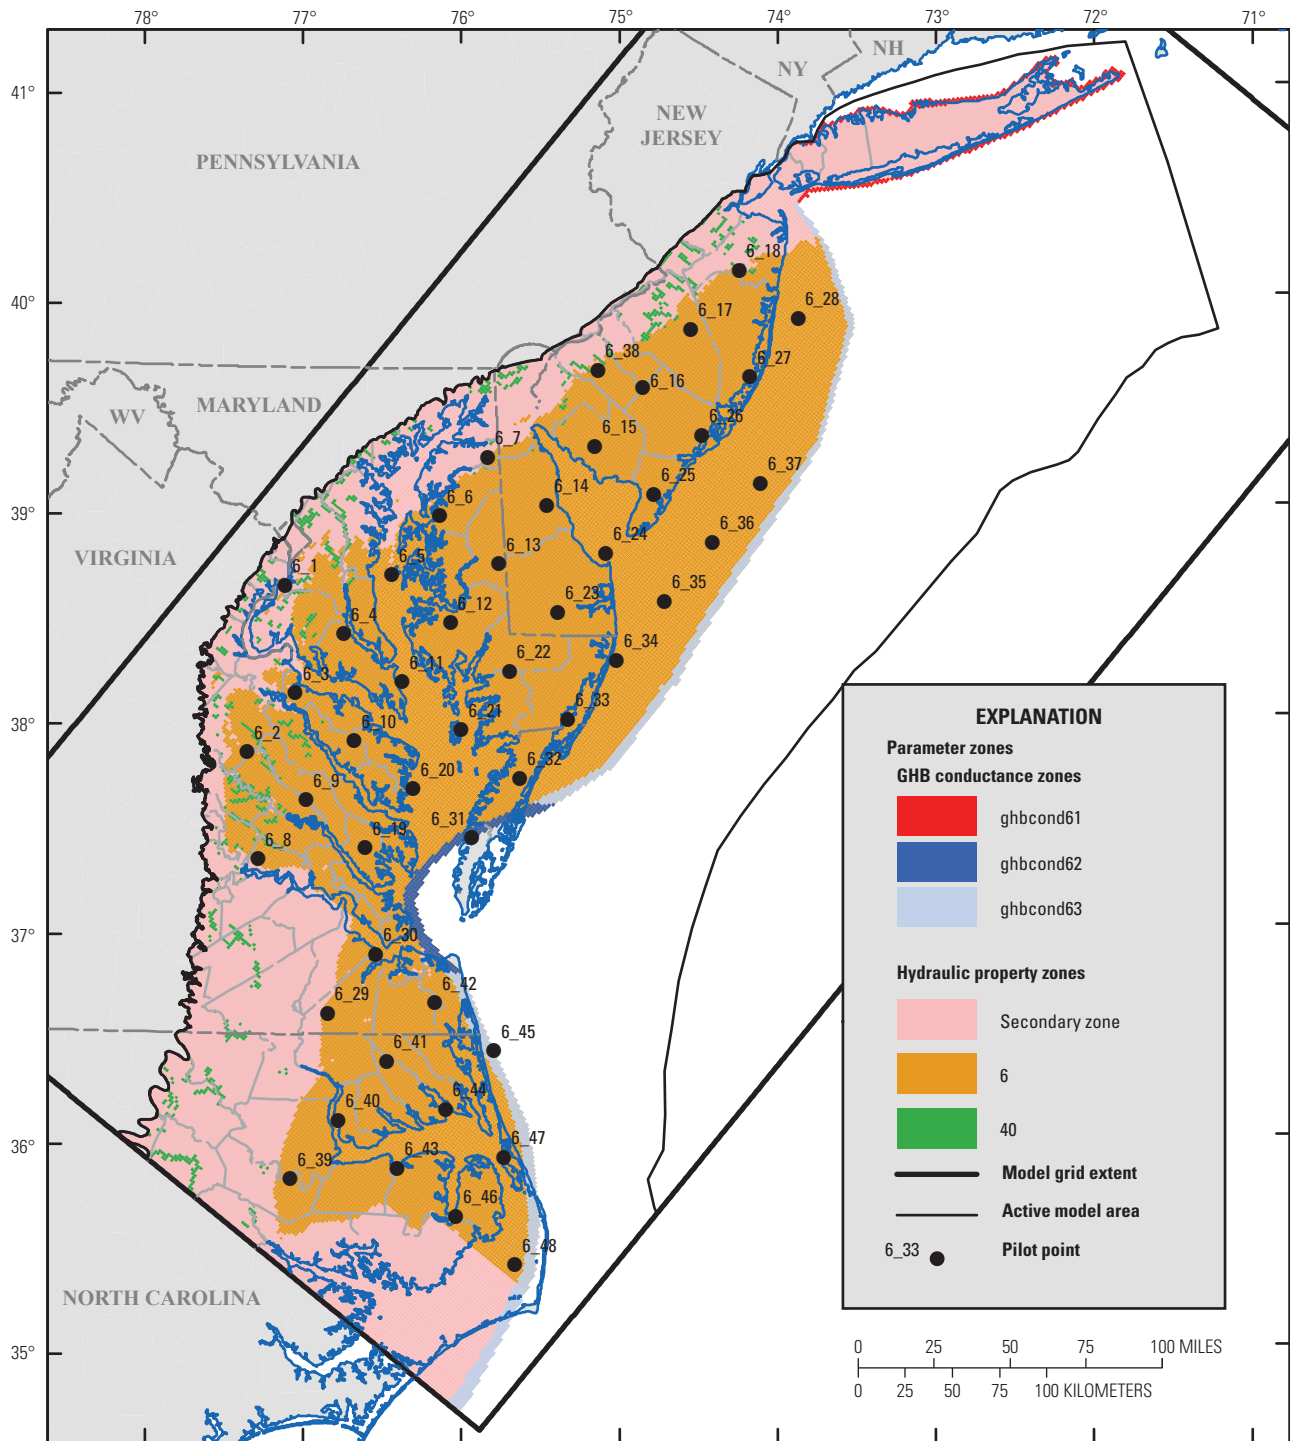 78° 77° 76° 75° 74° 73° 72° 71°
NH
NY
41°
NEW
JERSEY
PENNSYLVANIA
6_18
40°
6_28
6_17
6_38
6_27
6_16
WV
MARYLAND
6_26
6_15
6_7
6_37
6_25
6_14
6_6
39°
6_36
6_24
6_13
VIRGINIA
6_5
6_1
6_35
6_23
6_12
6_4
6_34
6_22
6_11
6_3
6_33
38°
6_21
6_10
6_2
6_32
6_20
6_9
6_31
6_19
6_8
37°
6_30
6_42
6_29
6_45
6_41
6_44
6_40
36°
6_47
6_43
6_39
6_46
6_48
NORTH CAROLINA
35°
EXPLANATION
Parameter zones
GHB conductance zones
ghbcond61
ghbcond62
ghbcond63
Hydraulic property zones
Secondary zone
6
40
Model grid extent
Active model area
6_33 Pilot point
0 25 50 75 100 MILES
0 25 50 75 100 KILOMETERS